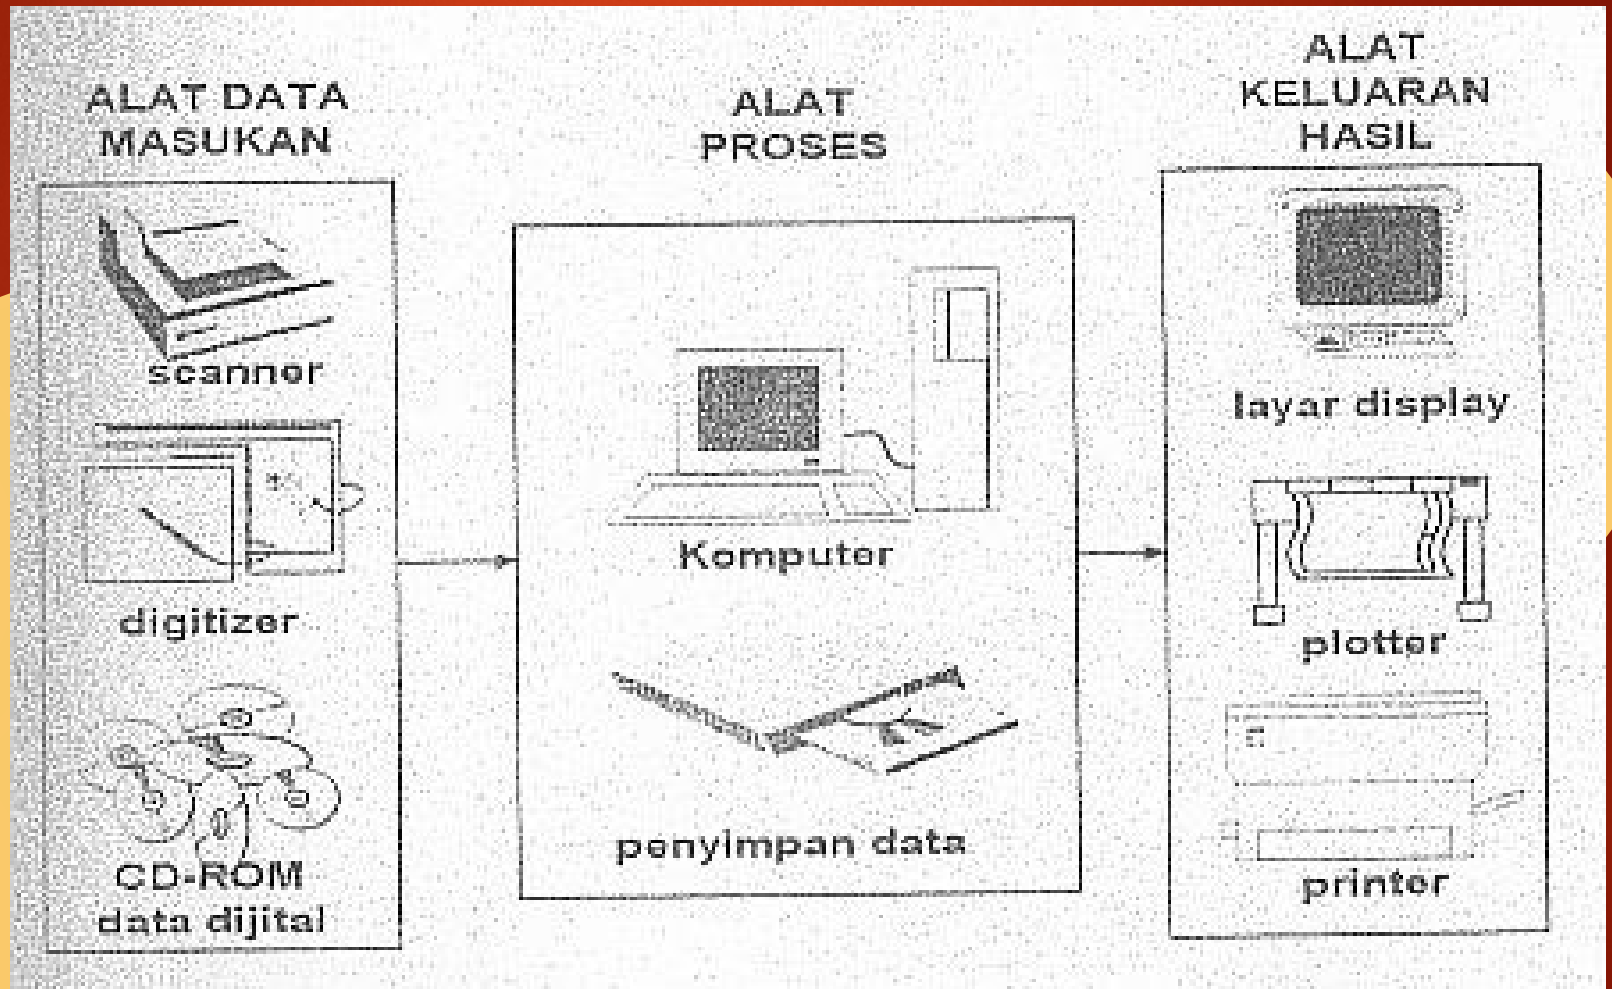 ALAT DATA
MASUKAN
scanner
digitizer
CD-ROM
data dijital
ALAT
PROSES
Komputer
penyimpan data
ALAT
KELUARAN
HASIL
layar display
plotter
printer